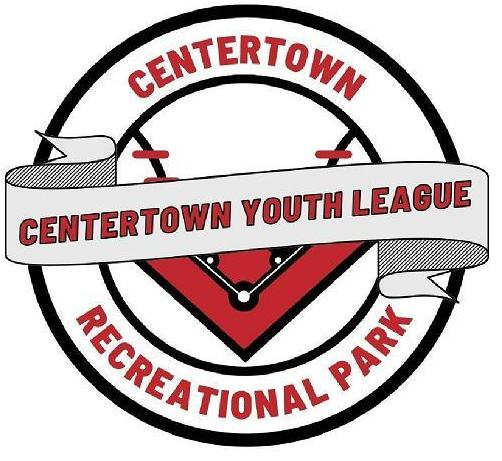 CENTERTOWN
CENTERTOWN YOUTH LEAGUE
RECREATIONAL PARK